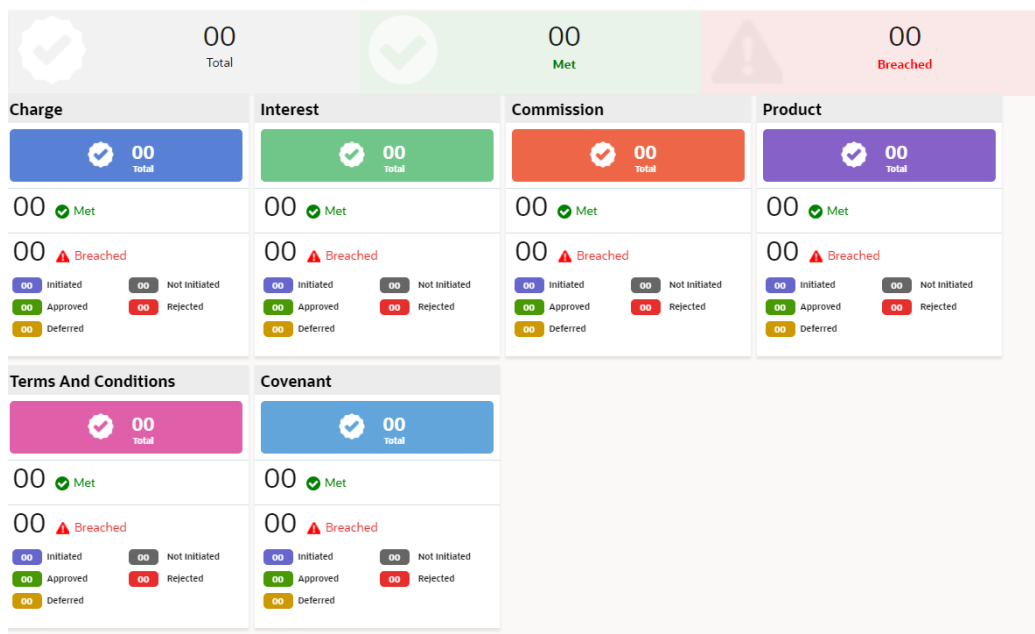 00 00 00
Total Met Breached
Charge Interest Commission Product
00 00 00 00
Total Total Total Total
00 Met 00 Met 00 Met 00 Met
00 Breached 00 Breached 00 Breached 00 Breached
00 Initiated 00 Not Initiated 00 Initiated 00 Not Initiated 00 Initiated 00 Not Initiated 00 Initiated 00 Not Initiated
00 Approved 00 Rejected 00 Approved 00 Rejected 00 Approved 00 Rejected 00 Approved 00 Rejected
00 Deferred 00 Deferred 00 Deferred 00 Deferred
Terms And Conditions Covenant
00 00
Total Total
00 Met 00 Met
00 Breached 00 Breached
00 Initiated 00 Not Initiated 00 Initiated 00 Not Initiated
00 Approved 00 Rejected 00 Approved 00 Rejected
00 Deferred 00 Deferred